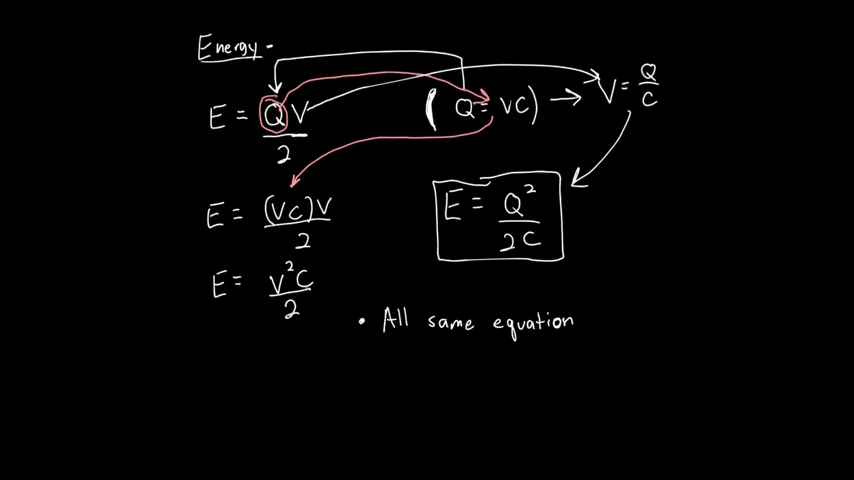 Energy -
E = QV/2
( Q = VC) → V = Q/C
E = (VC)V/2
E = Q²/2C
E = V²C/2
• All same equation